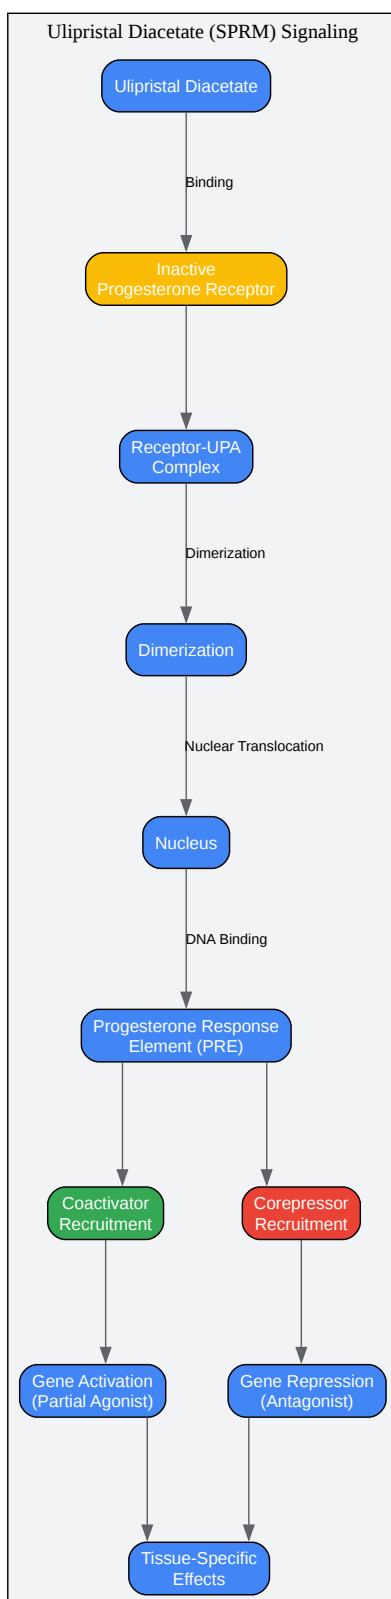 Ulipristal Diacetate (SPRM) Signaling
Ulipristal Diacetate
Binding
Inactive
Progesterone Receptor
Receptor-UPA
Complex
Dimerization
Dimerization
Nuclear Translocation
Nucleus
DNA Binding
Progesterone Response
Element (PRE)
Coactivator
Recruitment
Corepressor
Recruitment
Gene Activation
(Partial Agonist)
Gene Repression
(Antagonist)
Tissue-Specific
Effects